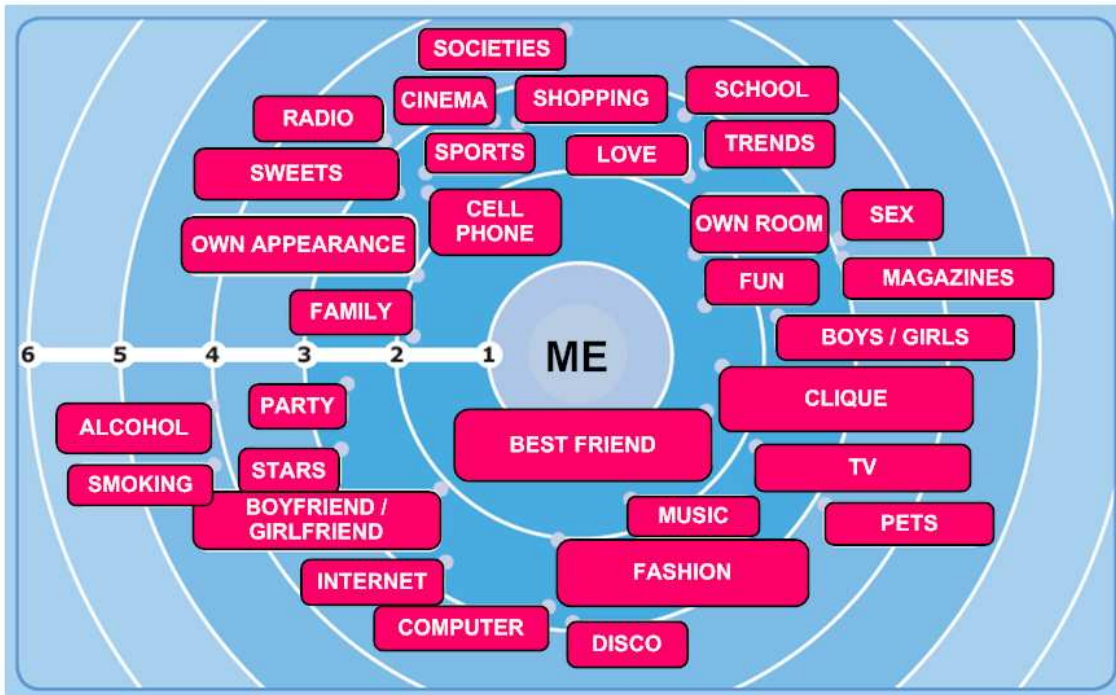 SOCIETIES
CINEMA
SHOPPING
SCHOOL
RADIO
SPORTS
LOVE
TRENDS
SWEETS
CELL
PHONE
OWN ROOM
SEX
OWN APPEARANCE
FUN
MAGAZINES
FAMILY
BOYS / GIRLS
6 5 4 3 2 1
ME
PARTY
CLIQUE
ALCOHOL
BEST FRIEND
STARS
TV
SMOKING
BOYFRIEND /
GIRLFRIEND
MUSIC
PETS
INTERNET
FASHION
COMPUTER
DISCO